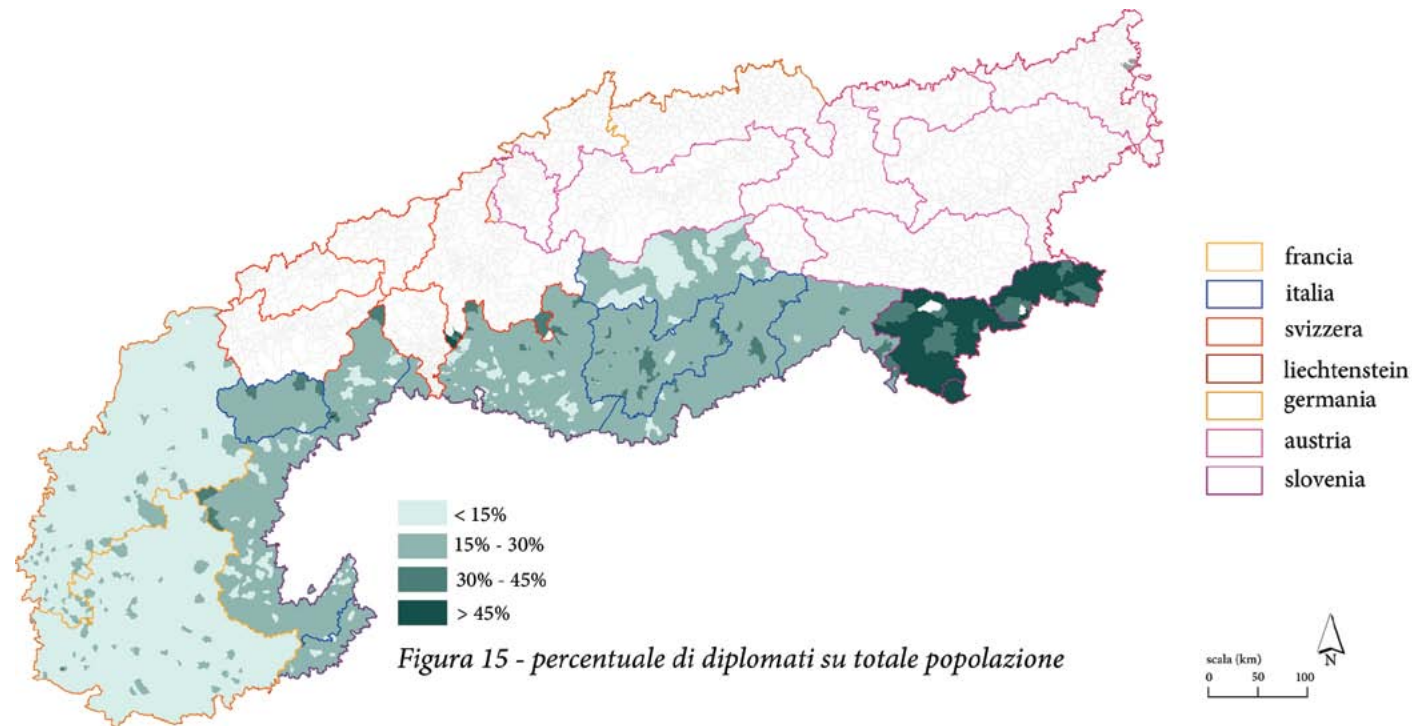 francia
italia
svizzera
liechtenstein
germania
austria
slovenia
< 15%
15% - 30%
30% - 45%
> 45%
Figura 15 - percentuale di diplomati su totale popolazione
scala (km)
0 50 100
N